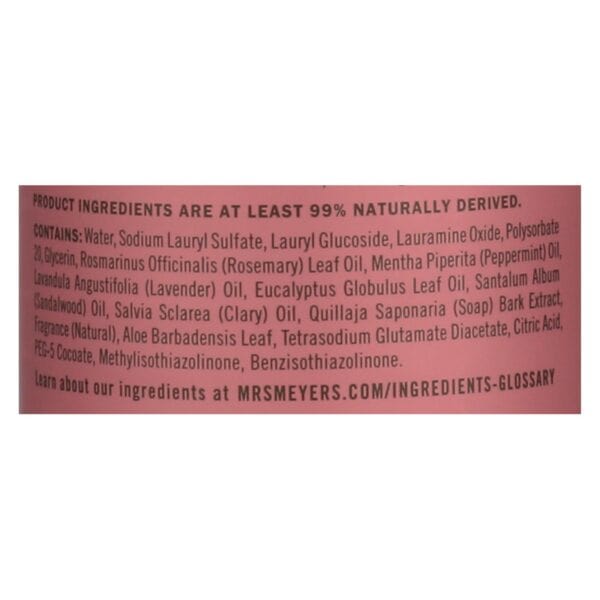 PRODUCT INGREDIENTS ARE AT LEAST 99% NATURALLY DERIVED.
CONTAINS: Water, Sodium Lauryl Sulfate, Lauryl Glucoside, Lauramine Oxide, Polysorbate
20, Glycerin, Rosmarinus Officinalis (Rosemary) Leaf Oil, Mentha Piperita (Peppermint) Oil,
Lavandula Angustifolia (Lavender) Oil, Eucalyptus Globulus Leaf Oil, Santalum Album
(Sandalwood) Oil, Salvia Sclarea (Clary) Oil, Quillaja Saponaria (Soap) Bark Extract,
Fragrance (Natural), Aloe Barbadensis Leaf, Tetrasodium Glutamate Diacetate, Citric Acid,
PEG-5 Cocoate, Methylisothiazolinone, Benzisothiazolinone.
Learn about our ingredients at MRSMEYERS.COM/INGREDIENTS-GLOSSARY